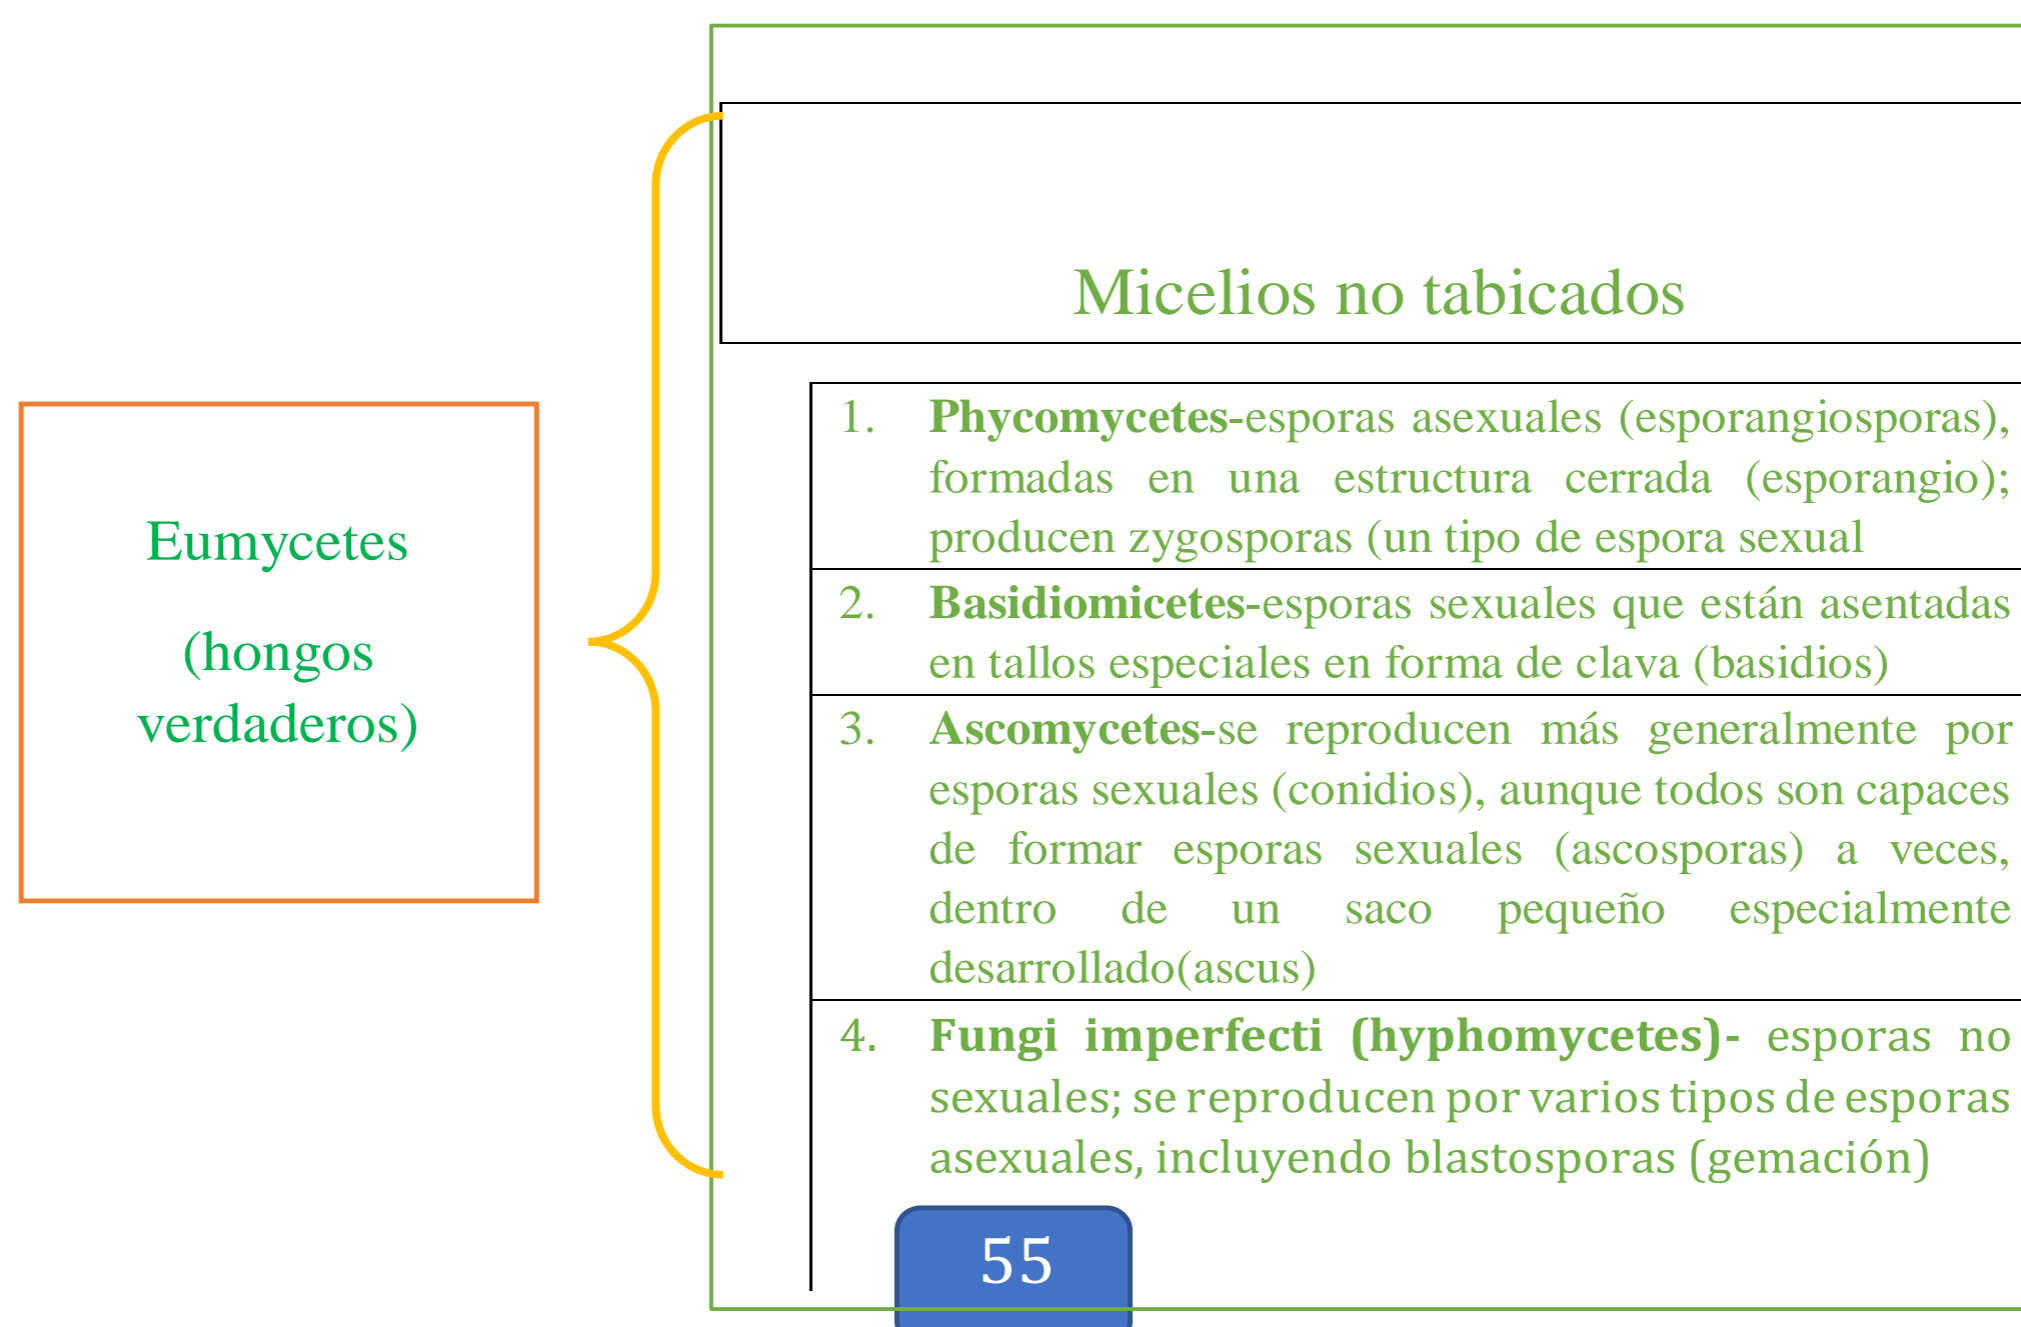 Eumycetes
(hongos
verdaderos)
Micelios no tabicados
1. Phycomycetes-esporas asexuales (esporangiosporas),
formadas en una estructura cerrada (esporangio);
producen zygosporas (un tipo de espora sexual
2. Basidiomicetes-esporas sexuales que están asentadas
en tallos especiales en forma de clava (basidios)
3. Ascomycetes-se reproducen más generalmente por
esporas sexuales (conidios), aunque todos son capaces
de formar esporas sexuales (ascosporas) a veces,
dentro de un saco pequeño especialmente
desarrollado(ascus)
4. Fungi imperfecti (hyphomycetes)- esporas no
sexuales; se reproducen por varios tipos de esporas
asexuales, incluyendo blastosporas (gemación)
55